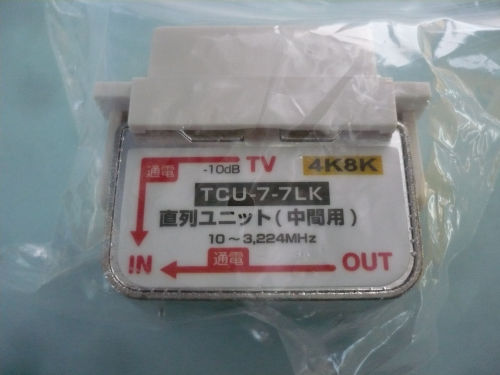 通電 -10dB TV 4K8K
TCU-7-7LK
直列ユニット(中間用)
10～3,224MHz
IN 通電 OUT